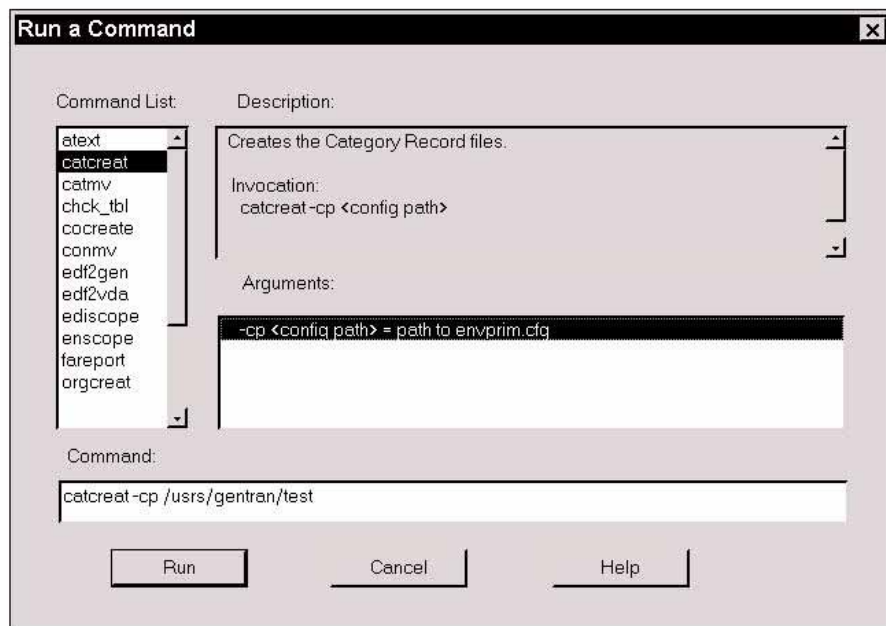 Run a Command
Command List:
Description:
atext
catcreat
catmv
chck_tbl
cocreate
conmv
edf2gen
edf2vda
ediscope
enscope
fareport
orgcreat
Creates the Category Record files.
Invocation:
catcreat -cp <config path>
Arguments:
-cp <config path> = path to envprim.cfg
Command:
catcreat -cp /usrs/gentran/test
Run
Cancel
Help